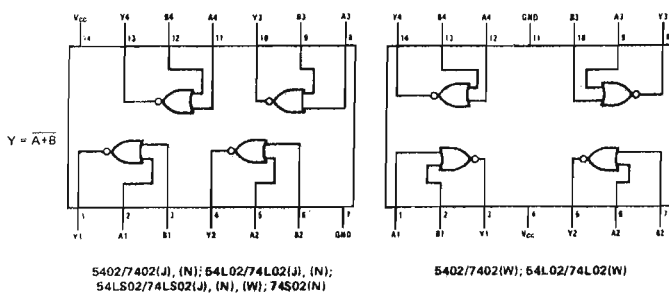 VCC Y4 B4 A4 Y3 B3 A3
14 13 12 11 10 9 8
Y = A+B
1 2 3 4 5 6 7
Y1 A1 B1 Y2 A2 B2 GND
5402/7402(J), (N); 54L02/74L02(J), (N);
54LS02/74LS02(J), (N), (W); 74S02(N)
Y4 B4 A4 GND B3 A3 Y3
14 13 12 11 10 9 8
1 2 3 4 5 6 7
A1 B1 Y1 VCC Y2 A2 B2
5402/7402(W); 54L02/74L02(W)